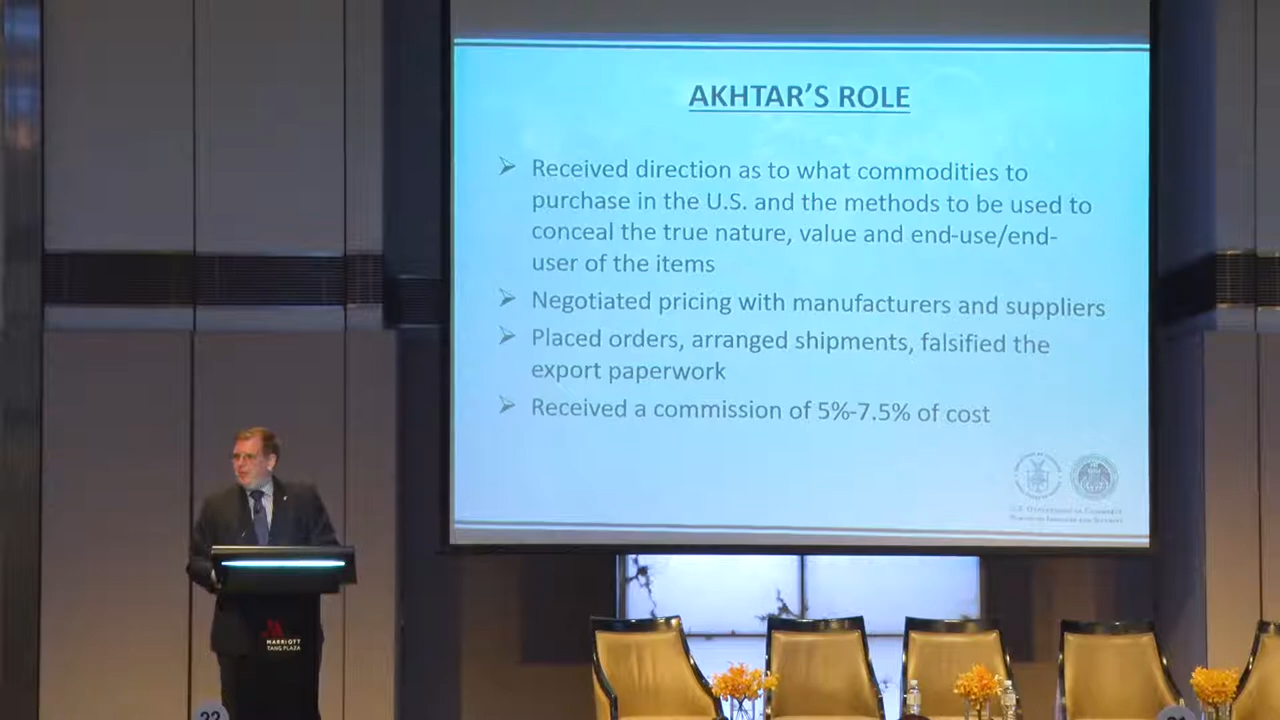 AKHTAR'S ROLE
Received direction as to what commodities to
purchase in the U.S. and the methods to be used to
conceal the true nature, value and end-use/end-
user of the items
Negotiated pricing with manufacturers and suppliers
Placed orders, arranged shipments, falsified the
export paperwork
Received a commission of 5%-7.5% of cost
U.S. Department of Commerce
MARRIOTT
TANG PLAZA